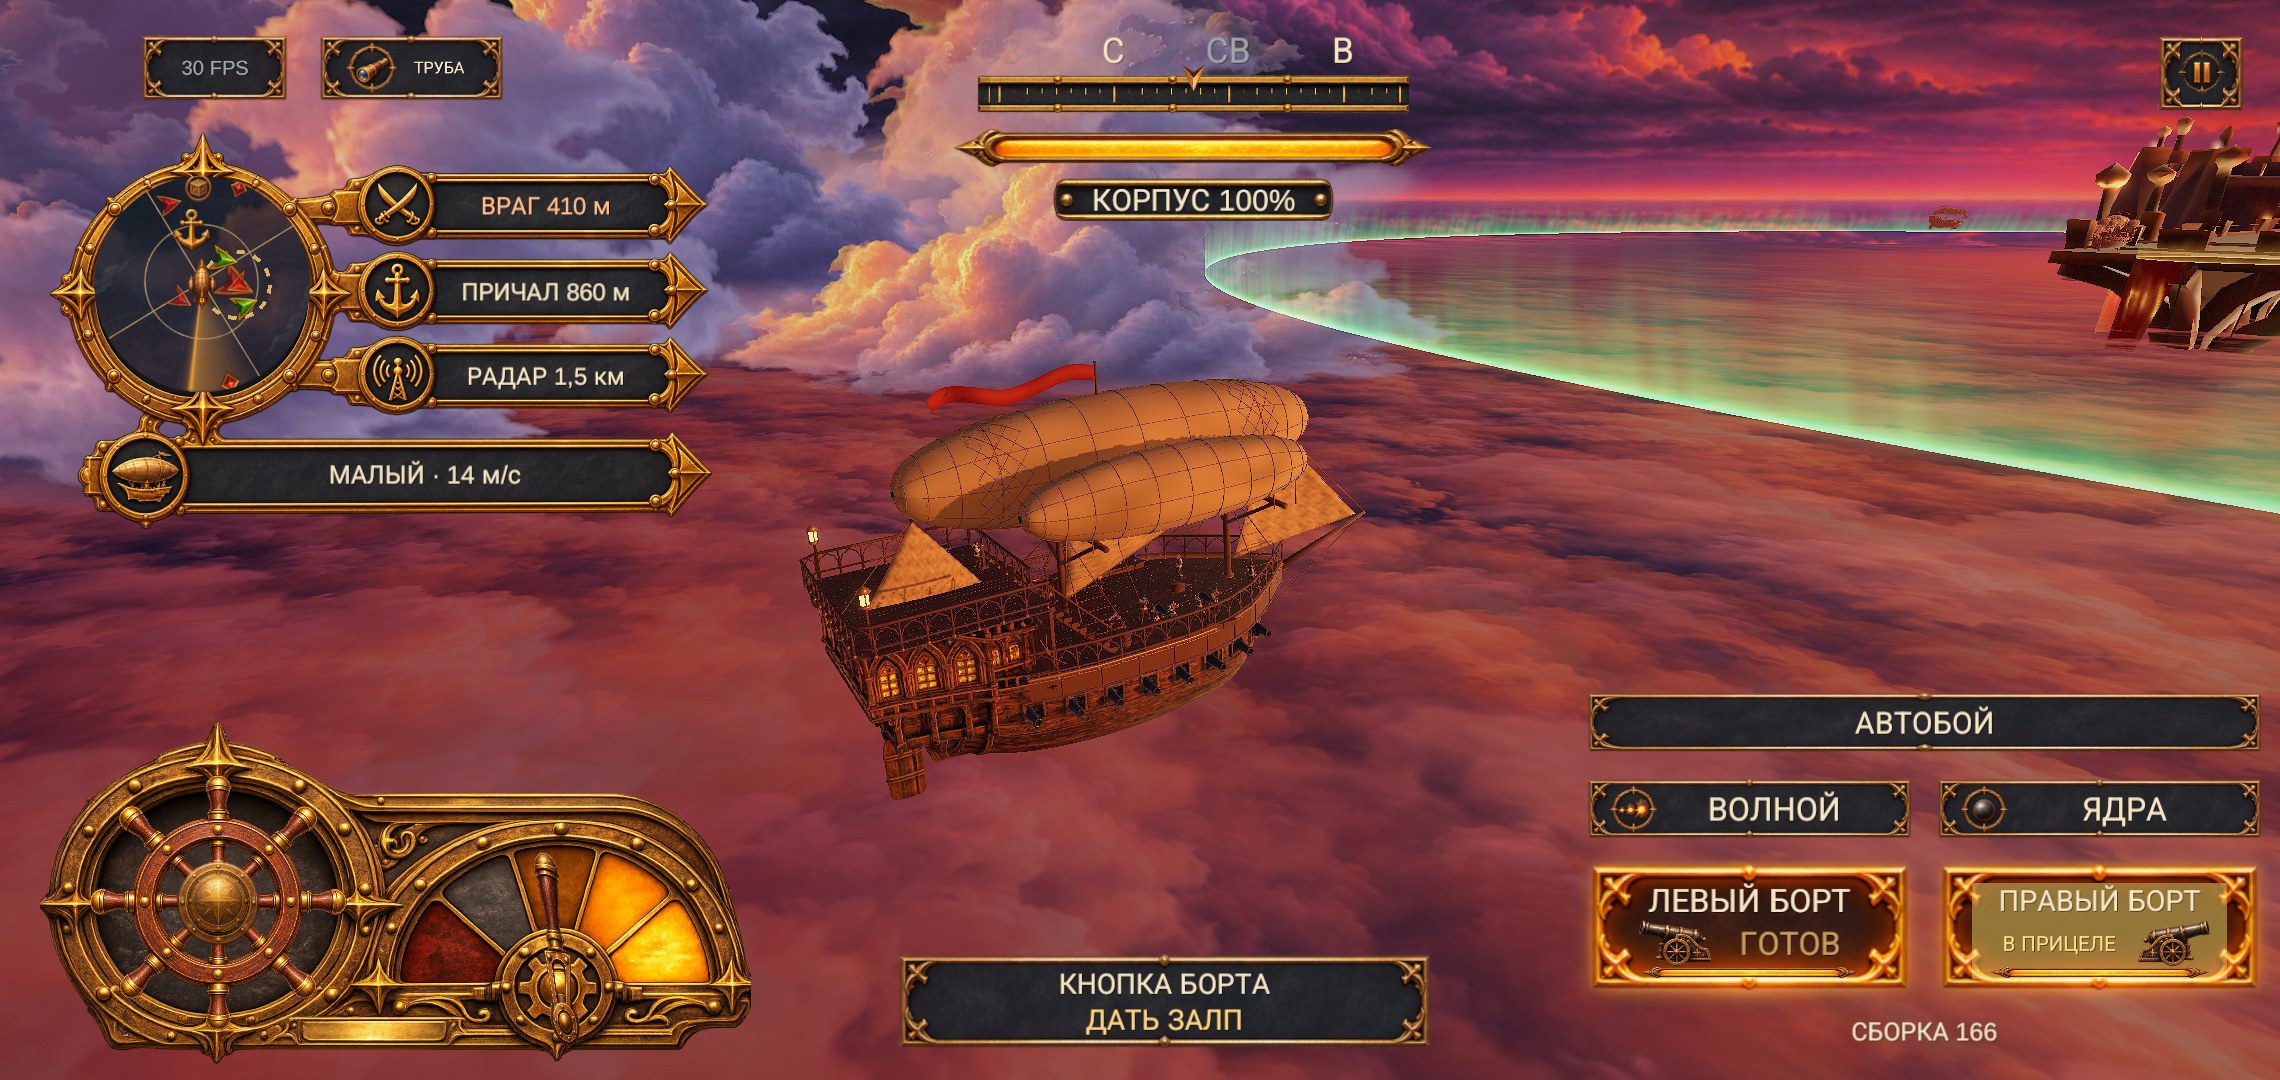 30 FPS
ТРУБА
СЗ
С
СВ
В
КОРПУС 100%
ВРАГ 410 м
ПРИЧАЛ 860 м
РАДАР 1,5 км
МАЛЫЙ · 14 м/с
АВТОБОЙ
ВОЛНОЙ
ЯДРА
ЛЕВЫЙ БОРТ
ГОТОВ
ПРАВЫЙ БОРТ
В ПРИЦЕЛЕ
КНОПКА БОРТА
ДАТЬ ЗАЛП
СБОРКА 166